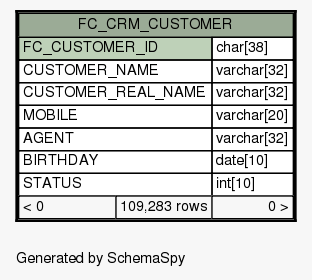 FC_CRM_CUSTOMER
FC_CUSTOMER_ID char[38]
CUSTOMER_NAME varchar[32]
CUSTOMER_REAL_NAME varchar[32]
MOBILE varchar[20]
AGENT varchar[32]
BIRTHDAY date[10]
STATUS int[10]
< 0 109,283 rows 0 >
Generated by SchemaSpy